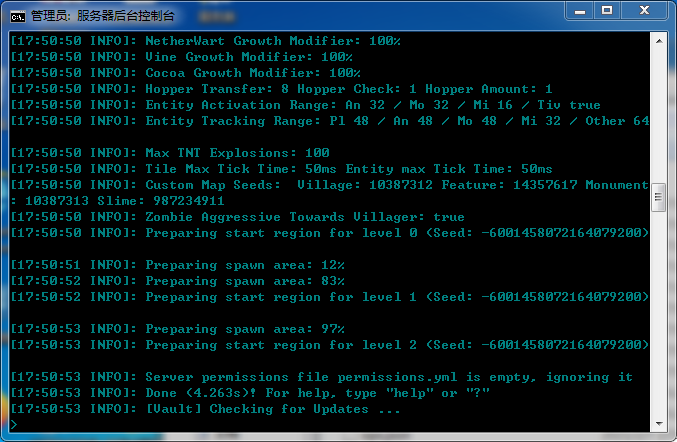 管理员: 服务器后台控制台
[17:50:50 INFO]: NetherWart Growth Modifier: 100%
[17:50:50 INFO]: Vine Growth Modifier: 100%
[17:50:50 INFO]: Cocoa Growth Modifier: 100%
[17:50:50 INFO]: Hopper Transfer: 8 Hopper Check: 1 Hopper Amount: 1
[17:50:50 INFO]: Entity Activation Range: An 32 / Mo 32 / Mi 16 / Tiv true
[17:50:50 INFO]: Entity Tracking Range: Pl 48 / An 48 / Mo 48 / Mi 32 / Other 64
[17:50:50 INFO]: Max TNT Explosions: 100
[17:50:50 INFO]: Tile Max Tick Time: 50ms Entity max Tick Time: 50ms
[17:50:50 INFO]: Custom Map Seeds:  Village: 10387312 Feature: 14357617 Monument
: 10387313 Slime: 987234911
[17:50:50 INFO]: Zombie Aggressive Towards Villager: true
[17:50:50 INFO]: Preparing start region for level 0 (Seed: -6001458072164079200)
[17:50:51 INFO]: Preparing spawn area: 12%
[17:50:52 INFO]: Preparing spawn area: 83%
[17:50:52 INFO]: Preparing start region for level 1 (Seed: -6001458072164079200)
[17:50:53 INFO]: Preparing spawn area: 97%
[17:50:53 INFO]: Preparing start region for level 2 (Seed: -6001458072164079200)
[17:50:53 INFO]: Server permissions file permissions.yml is empty, ignoring it
[17:50:53 INFO]: Done (4.263s)! For help, type "help" or "?"
[17:50:53 INFO]: [Vault] Checking for Updates ...
>